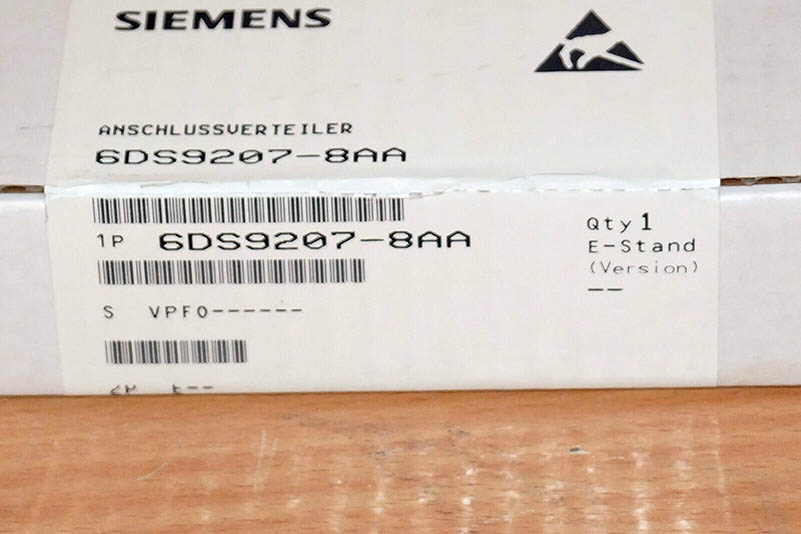 SIEMENS
ANSCHLUSSVERTEILER
6DS9207-8AA
1P 6DS9207-8AA
Qty 1
E-Stand
(Version)
--
S VPF0------